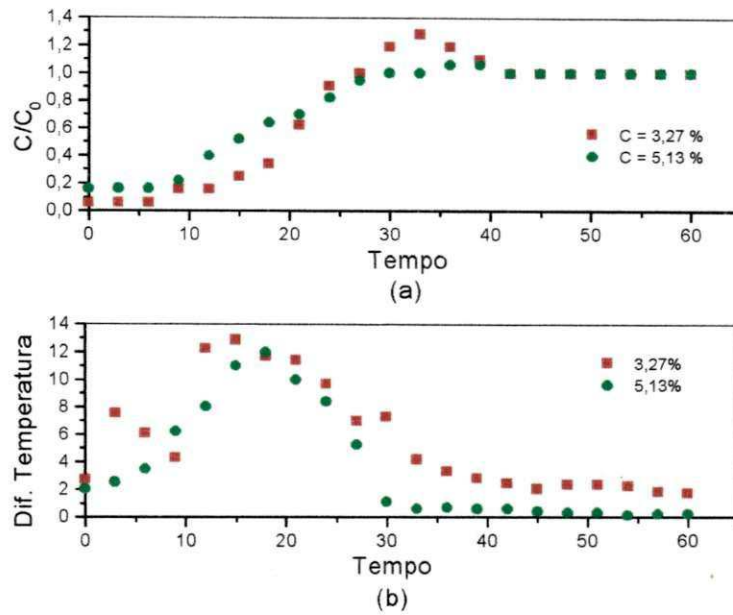 1,4
1,2
1,0
0,8
0,6
0,4
0,2
0,0
C/C0
C = 3,27 %
C = 5,13 %
0 10 20 30 40 50 60
Tempo
(a)
14
12
10
8
6
4
2
0
Dif. Temperatura
3,27%
5,13%
0 10 20 30 40 50 60
Tempo
(b)